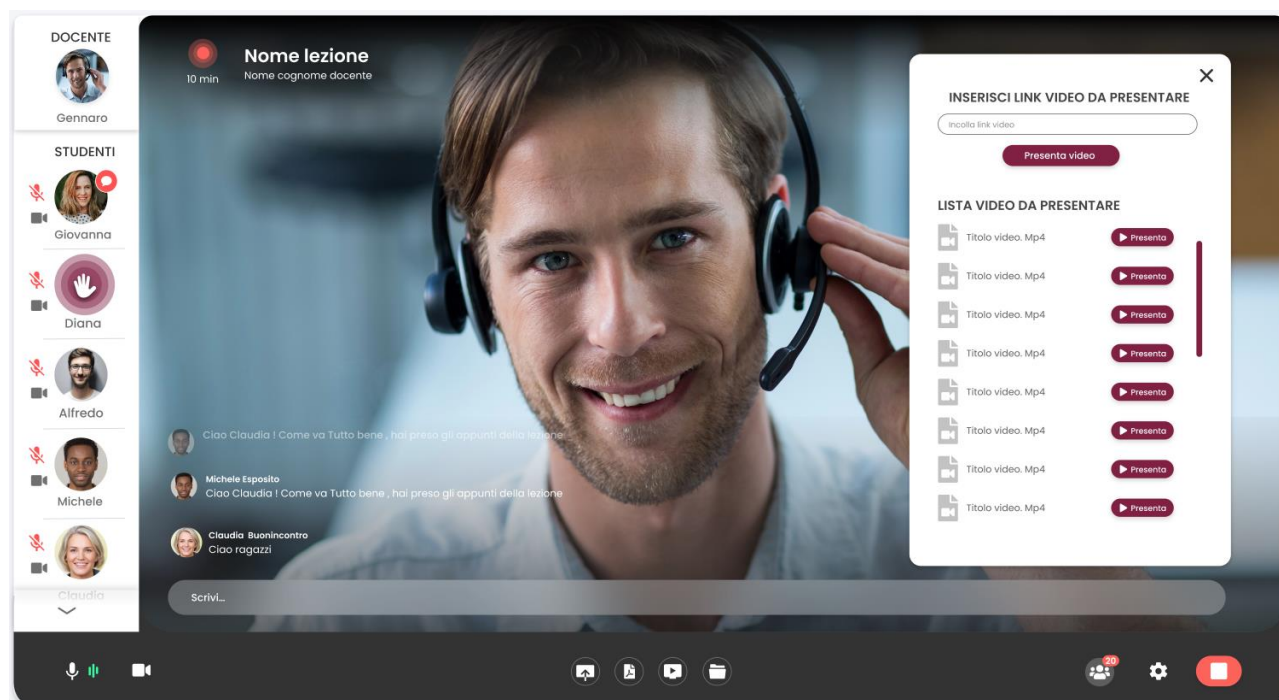 DOCENTE
Gennaro
STUDENTI
Giovanna
Diana
Alfredo
Michele
Claudia
Nome lezione
10 min
Nome cognome docente
Ciao Claudia ! Come va Tutto bene , hai preso gli appunti della lezione
Michele Esposito
Ciao Claudia ! Come va Tutto bene , hai preso gli appunti della lezione
Claudia Buonincontro
Ciao ragazzi
Scrivi...
INSERISCI LINK VIDEO DA PRESENTARE
Incolla link video
Presenta video
LISTA VIDEO DA PRESENTARE
Titolo video. Mp4 Presenta
Titolo video. Mp4 Presenta
Titolo video. Mp4 Presenta
Titolo video. Mp4 Presenta
Titolo video. Mp4 Presenta
Titolo video. Mp4 Presenta
Titolo video. Mp4 Presenta
Titolo video. Mp4 Presenta
20